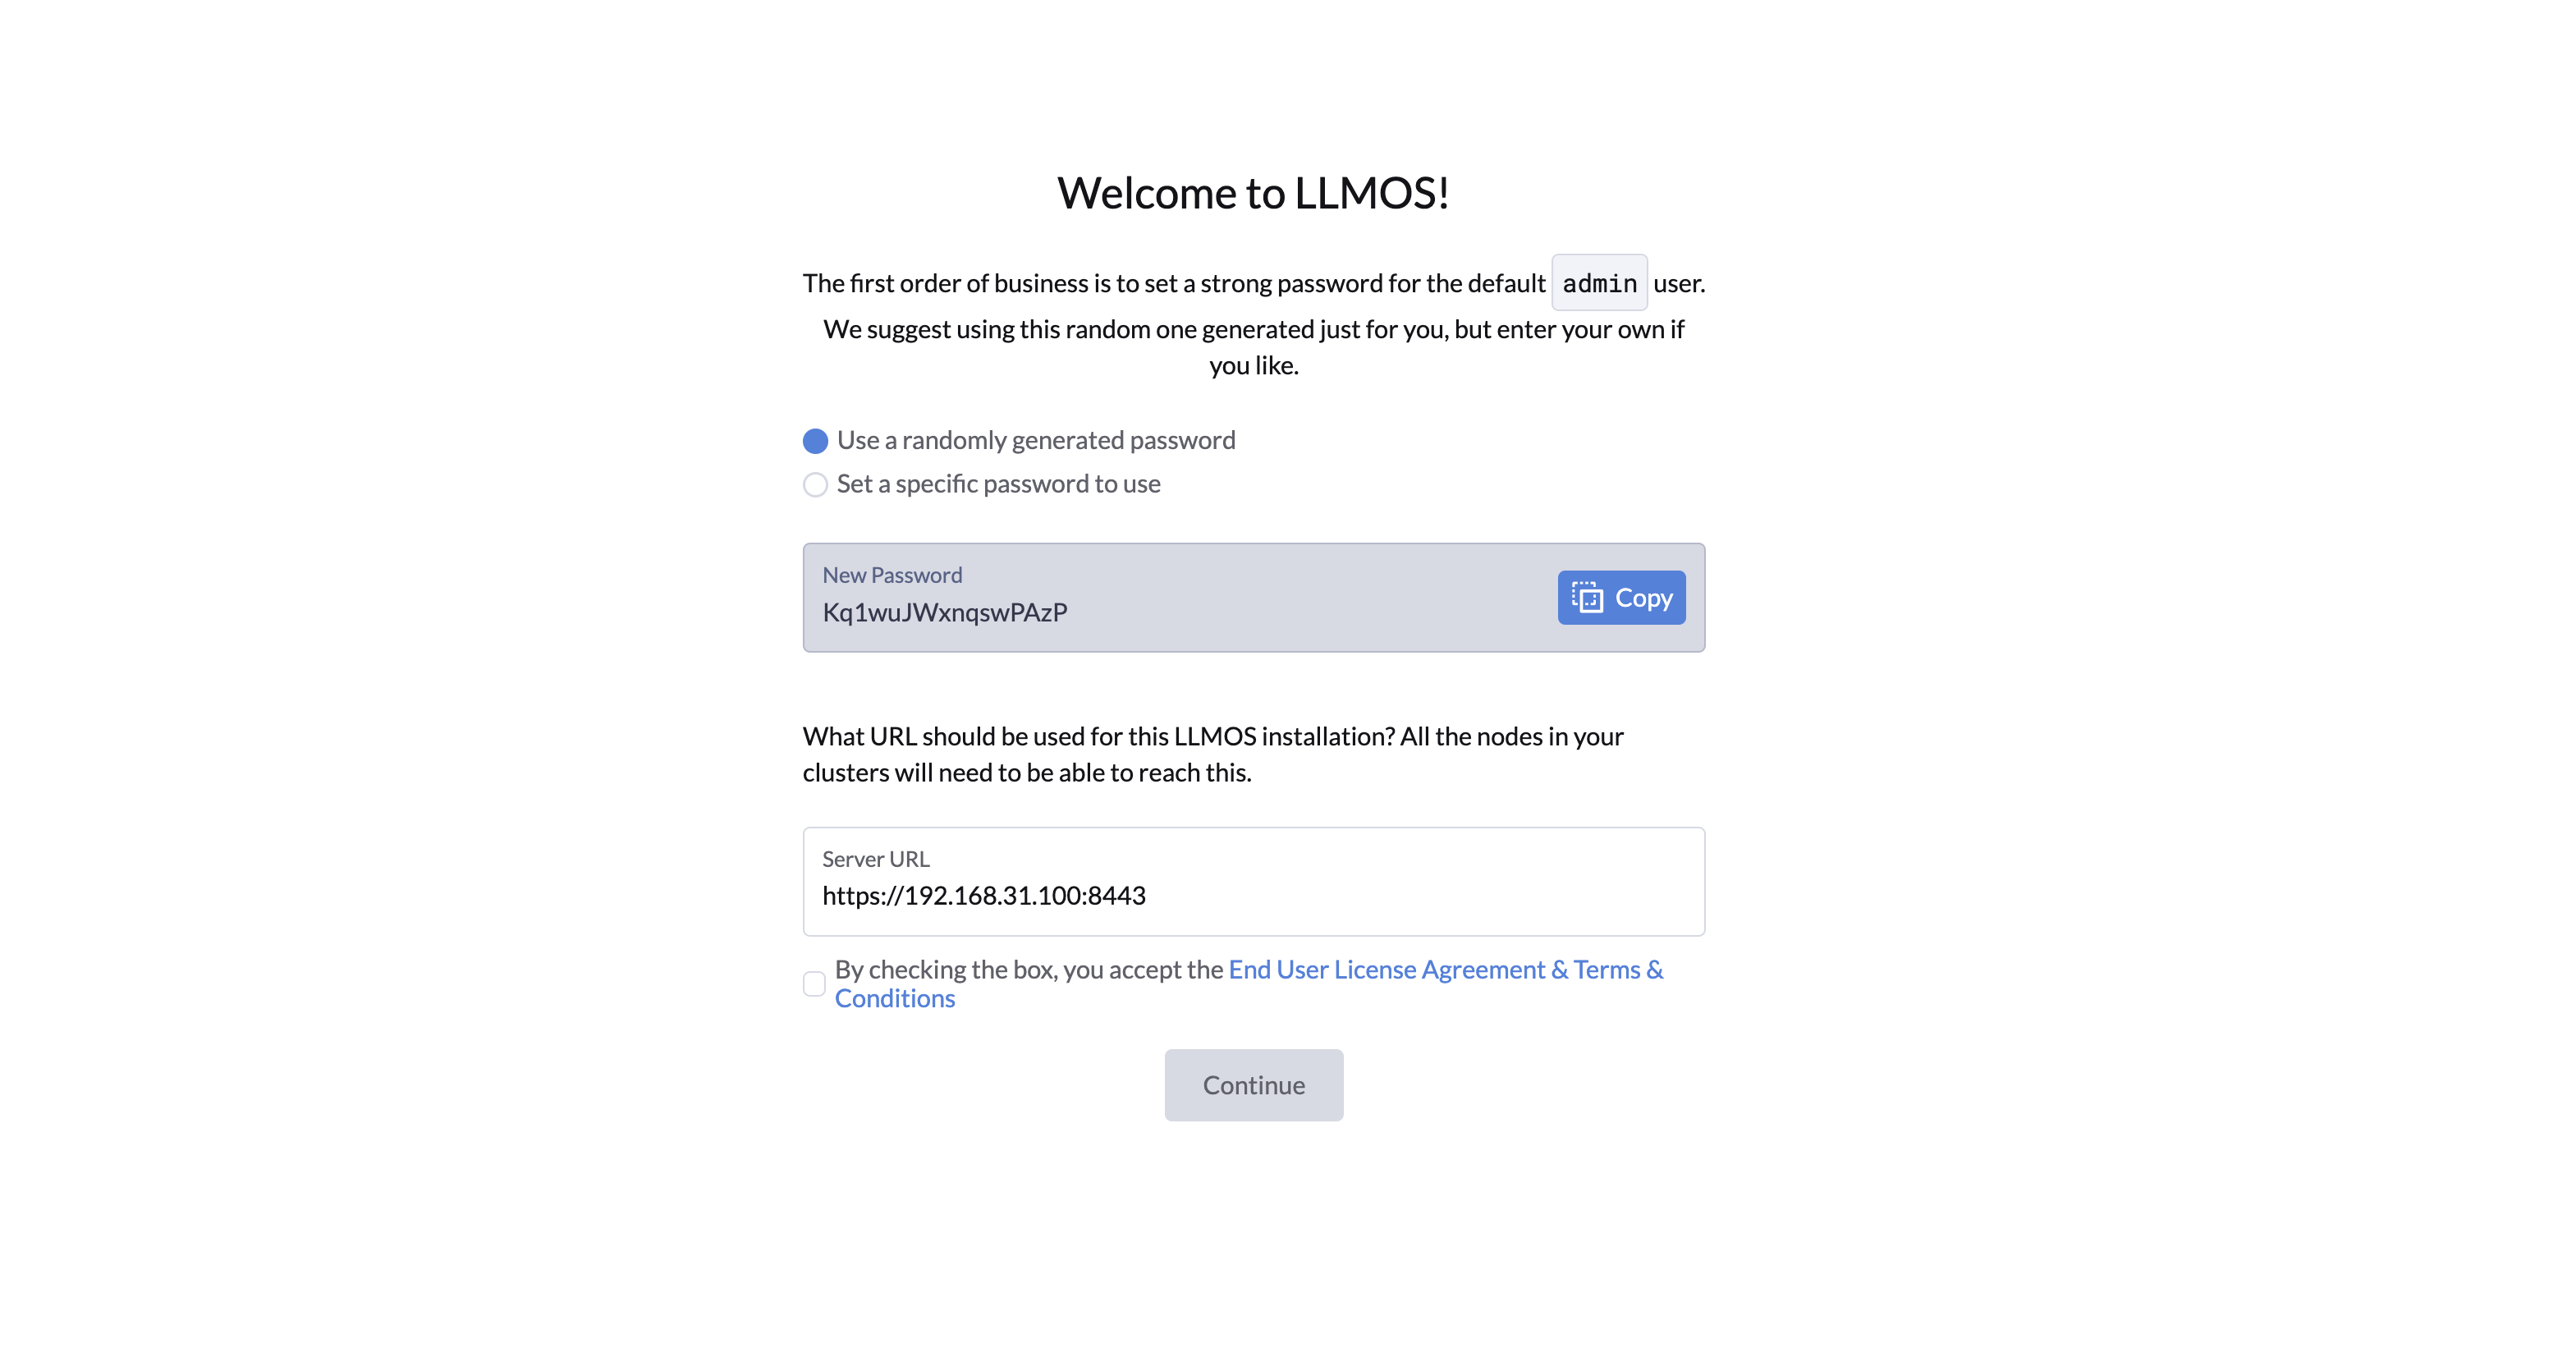 Welcome to LLMOS!
The first order of business is to set a strong password for the default admin user.
We suggest using this random one generated just for you, but enter your own if
you like.
Use a randomly generated password
Set a specific password to use
New Password
Kq1wuJWxnqswPAzP
Copy
What URL should be used for this LLMOS installation? All the nodes in your
clusters will need to be able to reach this.
Server URL
https://192.168.31.100:8443
By checking the box, you accept the End User License Agreement & Terms &
Conditions
Continue